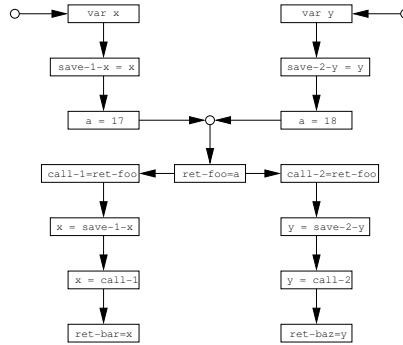 var x
var y
save-1-x = x
save-2-y = y
a = 17
a = 18
call-1=ret-foo
ret-foo=a
call-2=ret-foo
x = save-1-x
y = save-2-y
x = call-1
y = call-2
ret-bar=x
ret-baz=y